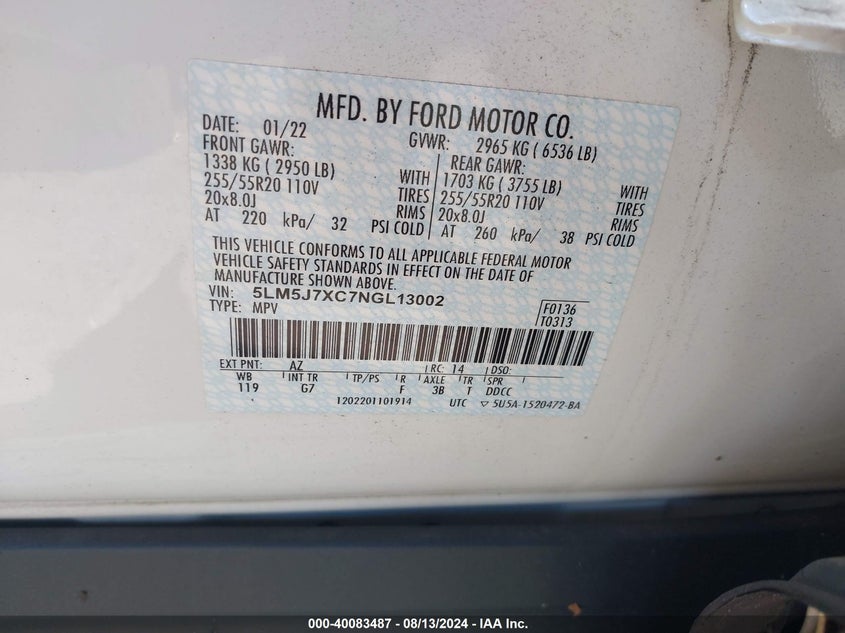 MFD. BY FORD MOTOR CO.
DATE: 01/22 GVWR: 2965 KG ( 6536 LB)
FRONT GAWR: REAR GAWR:
1338 KG ( 2950 LB) WITH 1703 KG ( 3755 LB) WITH
255/55R20 110V TIRES 255/55R20 110V TIRES
20x8.0J RIMS 20x8.0J RIMS
AT 220 kPa/ 32 PSI COLD AT 260 kPa/ 38 PSI COLD
THIS VEHICLE CONFORMS TO ALL APPLICABLE FEDERAL MOTOR
VEHICLE SAFETY STANDARDS IN EFFECT ON THE DATE OF
MANUFACTURE SHOWN ABOVE.
VIN: 5LM5J7XC7NGL13002 F0136
TYPE: MPV T0313
EXT PNT: AZ RC: 14 DSO:
WB INT TR TP/PS R AXLE TR SPR
119 G7 F 3B T DDCC
1202201101914 UTC ▽ 5U5A-1520472-BA
000-40083487 - 08/13/2024 - IAA Inc.